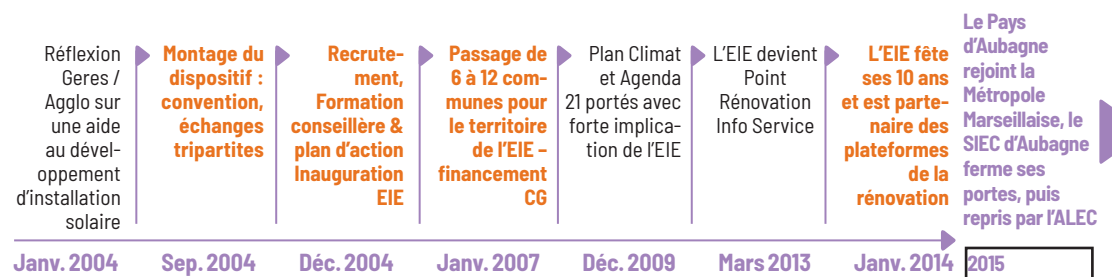 Réflexion
Geres /
Agglo sur
une aide
au dével-
oppement
d'installation
solaire
Montage du
dispositif :
convention,
échanges
tripartites
Recrute-
ment,
Formation
conseillère &
plan d'action
Inauguration
EIE
Passage de
6 à 12 com-
munes pour
le territoire
de l'EIE –
financement
CG
Plan Climat
et Agenda
21 portés avec
forte implica-
tion de l'EIE
L'EIE devient
Point
Rénovation
Info Service
L'EIE fête
ses 10 ans
et est parte-
naire des
plateformes
de la
rénovation
Le Pays
d'Aubagne
rejoint la
Métropole
Marseillaise, le
SIEC d'Aubagne
ferme ses
portes, puis
repris par l'ALEC
Janv. 2004
Sep. 2004
Déc. 2004
Janv. 2007
Déc. 2009
Mars 2013
Janv. 2014
2015